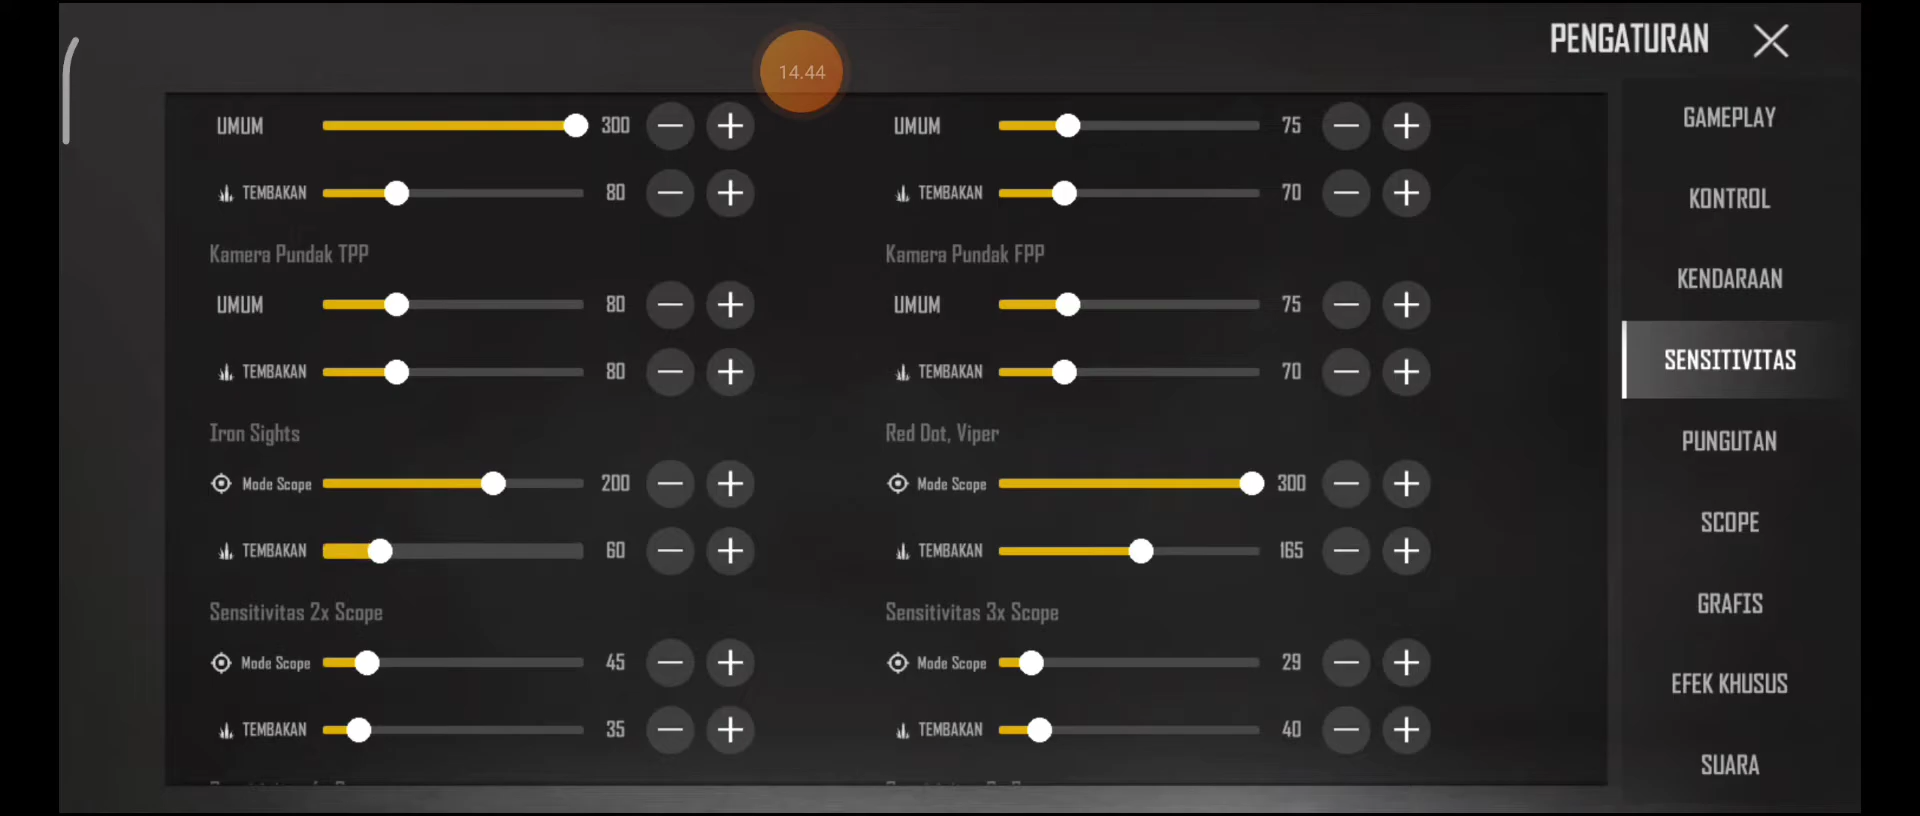 PENGATURAN
14.44
UMUM 300 UMUM 75
TEMBAKAN 80 TEMBAKAN 70
Kamera Pundak TPP Kamera Pundak FPP
UMUM 80 UMUM 75
TEMBAKAN 80 TEMBAKAN 70
Iron Sights Red Dot, Viper
Mode Scope 200 Mode Scope 300
TEMBAKAN 60 TEMBAKAN 165
Sensitivitas 2x Scope Sensitivitas 3x Scope
Mode Scope 45 Mode Scope 29
TEMBAKAN 35 TEMBAKAN 40
GAMEPLAY
KONTROL
KENDARAAN
SENSITIVITAS
PUNGUTAN
SCOPE
GRAFIS
EFEK KHUSUS
SUARA